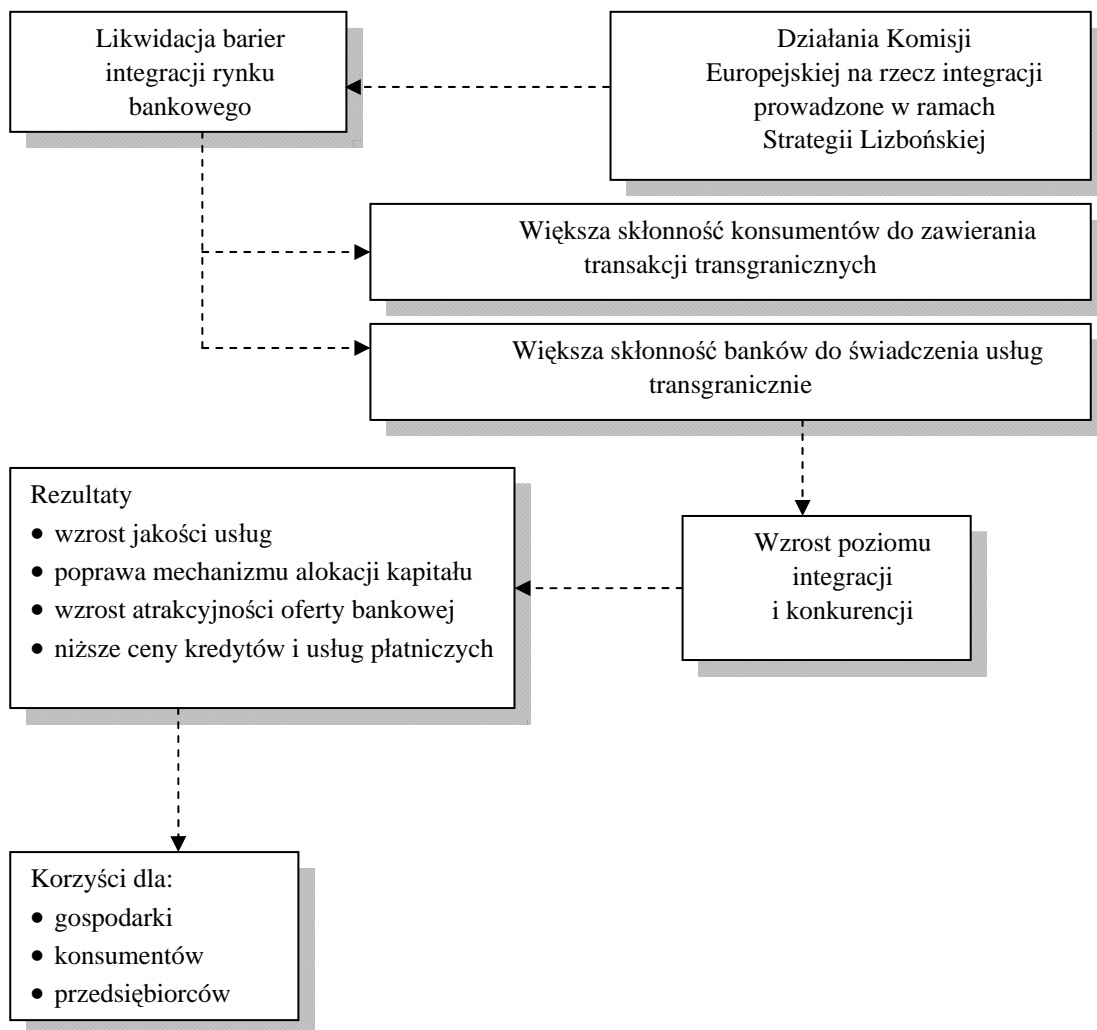 Likwidacja barier
integracji rynku
bankowego
Działania Komisji
Europejskiej na rzecz integracji
prowadzone w ramach
Strategii Lizbońskiej
Większa skłonność konsumentów do zawierania
transakcji transgranicznych
Większa skłonność banków do świadczenia usług
transgranicznie
Rezultaty
• wzrost jakości usług
• poprawa mechanizmu alokacji kapitału
• wzrost atrakcyjności oferty bankowej
• niższe ceny kredytów i usług płatniczych
Wzrost poziomu
integracji
i konkurencji
Korzyści dla:
• gospodarki
• konsumentów
• przedsiębiorców